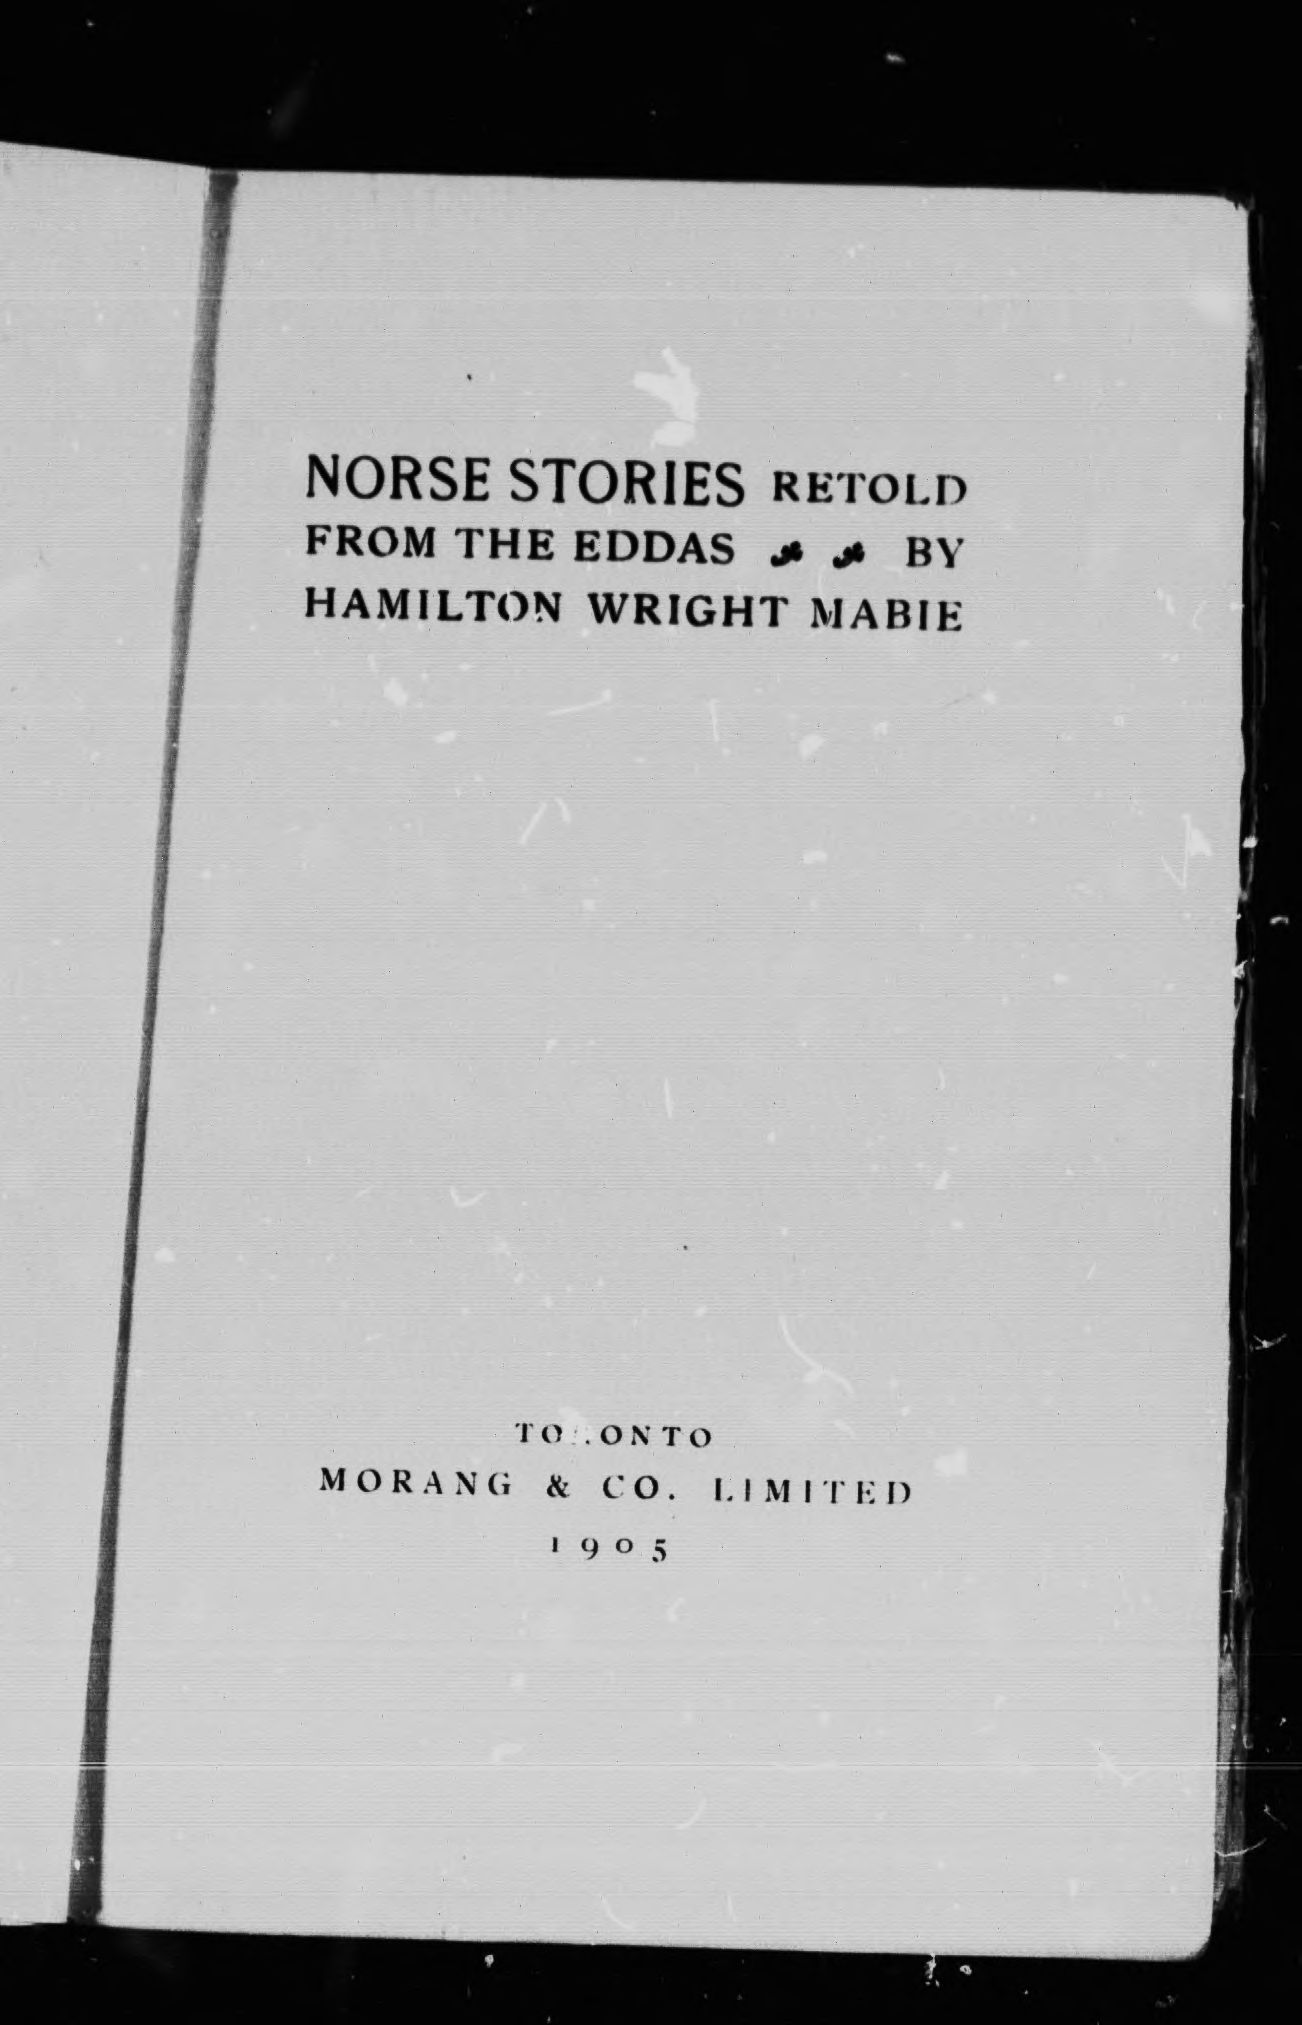 NORSE STORIES RETOLD
FROM THE EDDAS BY
HAMILTON WRIGHT MABIE
TORONTO
MORANG & CO. LIMITED
1905